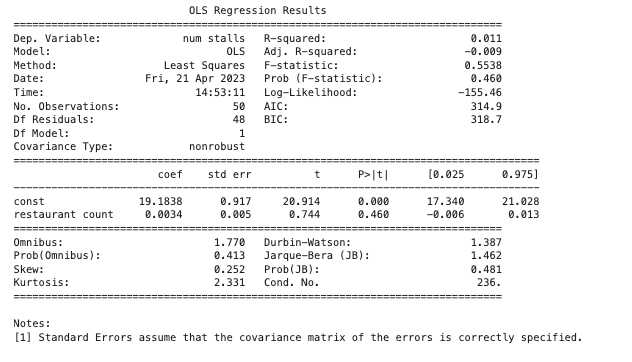 OLS Regression Results
==============================================================================
Dep. Variable:             num stalls   R-squared:                       0.011
Model:                            OLS   Adj. R-squared:                 -0.009
Method:                 Least Squares   F-statistic:                    0.5538
Date:                Fri, 21 Apr 2023   Prob (F-statistic):              0.460
Time:                        14:53:11   Log-Likelihood:                -155.46
No. Observations:                  50   AIC:                             314.9
Df Residuals:                      48   BIC:                             318.7
Df Model:                           1
Covariance Type:            nonrobust
====================================================================================
                       coef    std err          t      P>|t|      [0.025      0.975]
------------------------------------------------------------------------------------
const               19.1838      0.917     20.914      0.000      17.340      21.028
restaurant count     0.0034      0.005      0.744      0.460      -0.006       0.013
==============================================================================
Omnibus:                        1.770   Durbin-Watson:                   1.387
Prob(Omnibus):                  0.413   Jarque-Bera (JB):                1.462
Skew:                           0.252   Prob(JB):                        0.481
Kurtosis:                       2.331   Cond. No.                         236.
==============================================================================
Notes:
[1] Standard Errors assume that the covariance matrix of the errors is correctly specified.